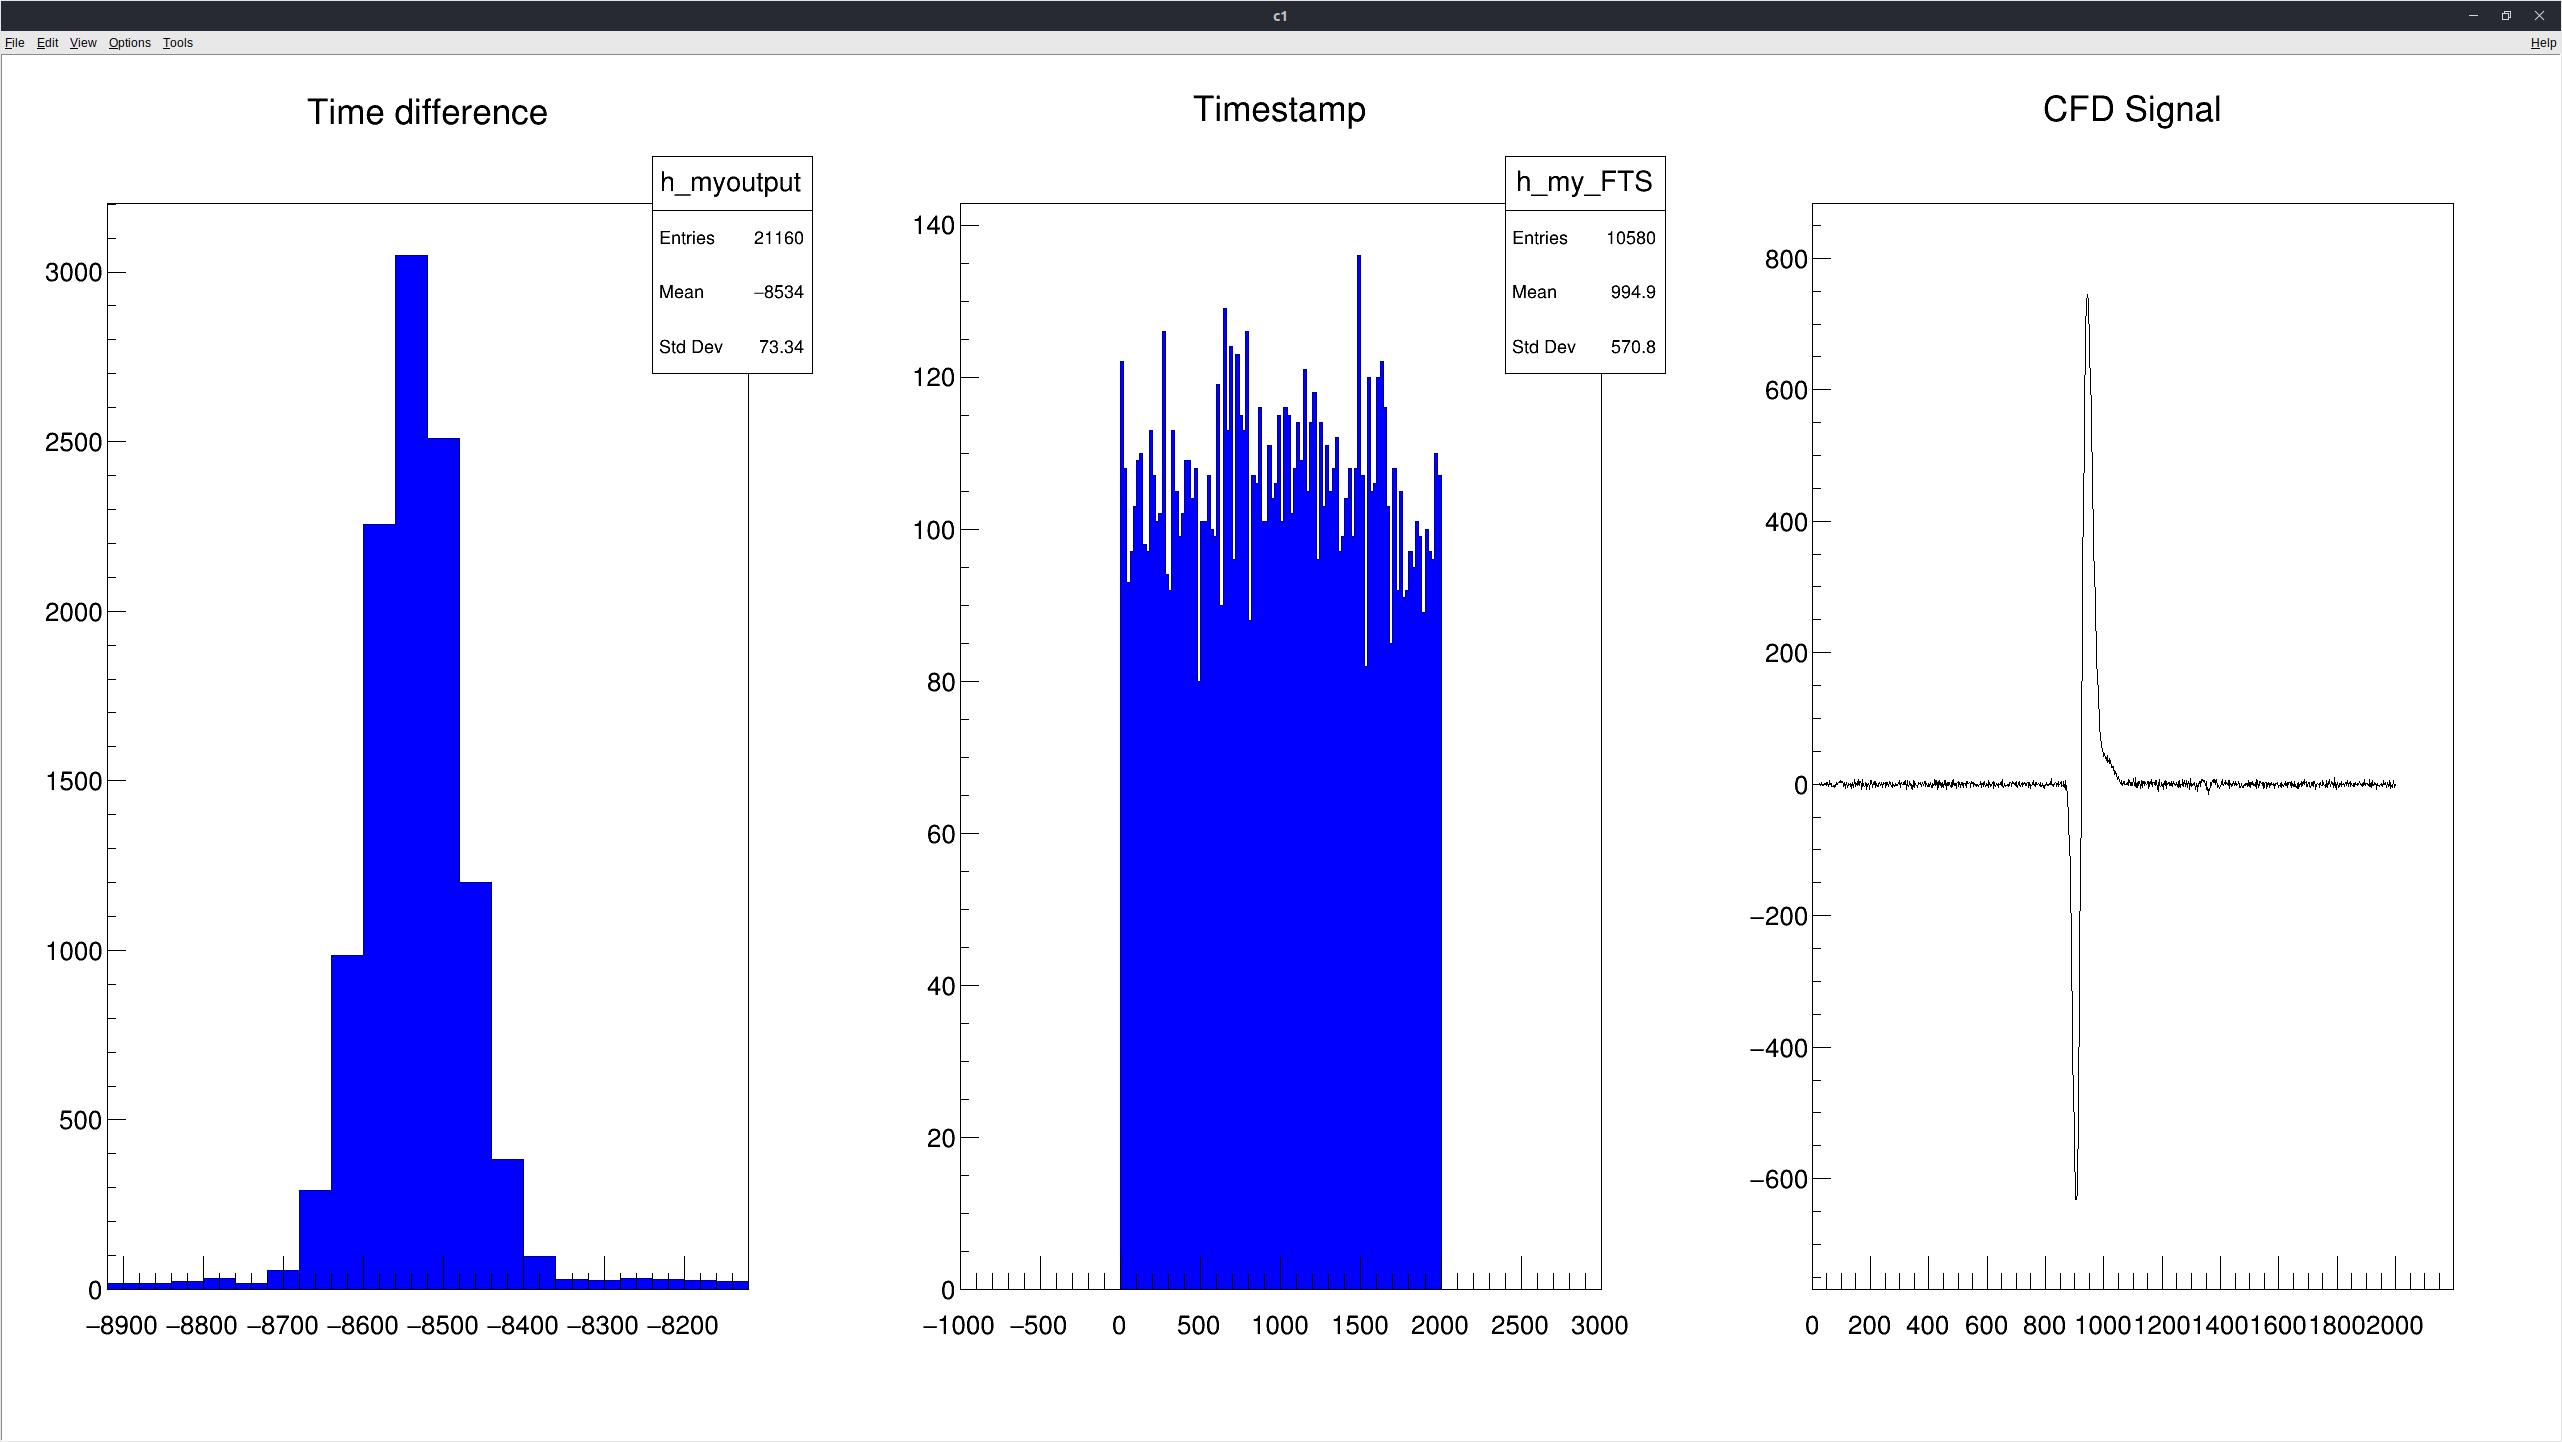 c1
File Edit View Options Tools Help
Time difference
h_myoutput
Entries 21160
Mean −8534
Std Dev 73.34
3000
2500
2000
1500
1000
500
0
−8900 −8800 −8700 −8600 −8500 −8400 −8300 −8200
Timestamp
h_my_FTS
Entries 10580
Mean 994.9
Std Dev 570.8
140
120
100
80
60
40
20
0
−1000 −500 0 500 1000 1500 2000 2500 3000
CFD Signal
800
600
400
200
0
−200
−400
−600
0 200 400 600 800 1000 1200 1400 1600 1800 2000